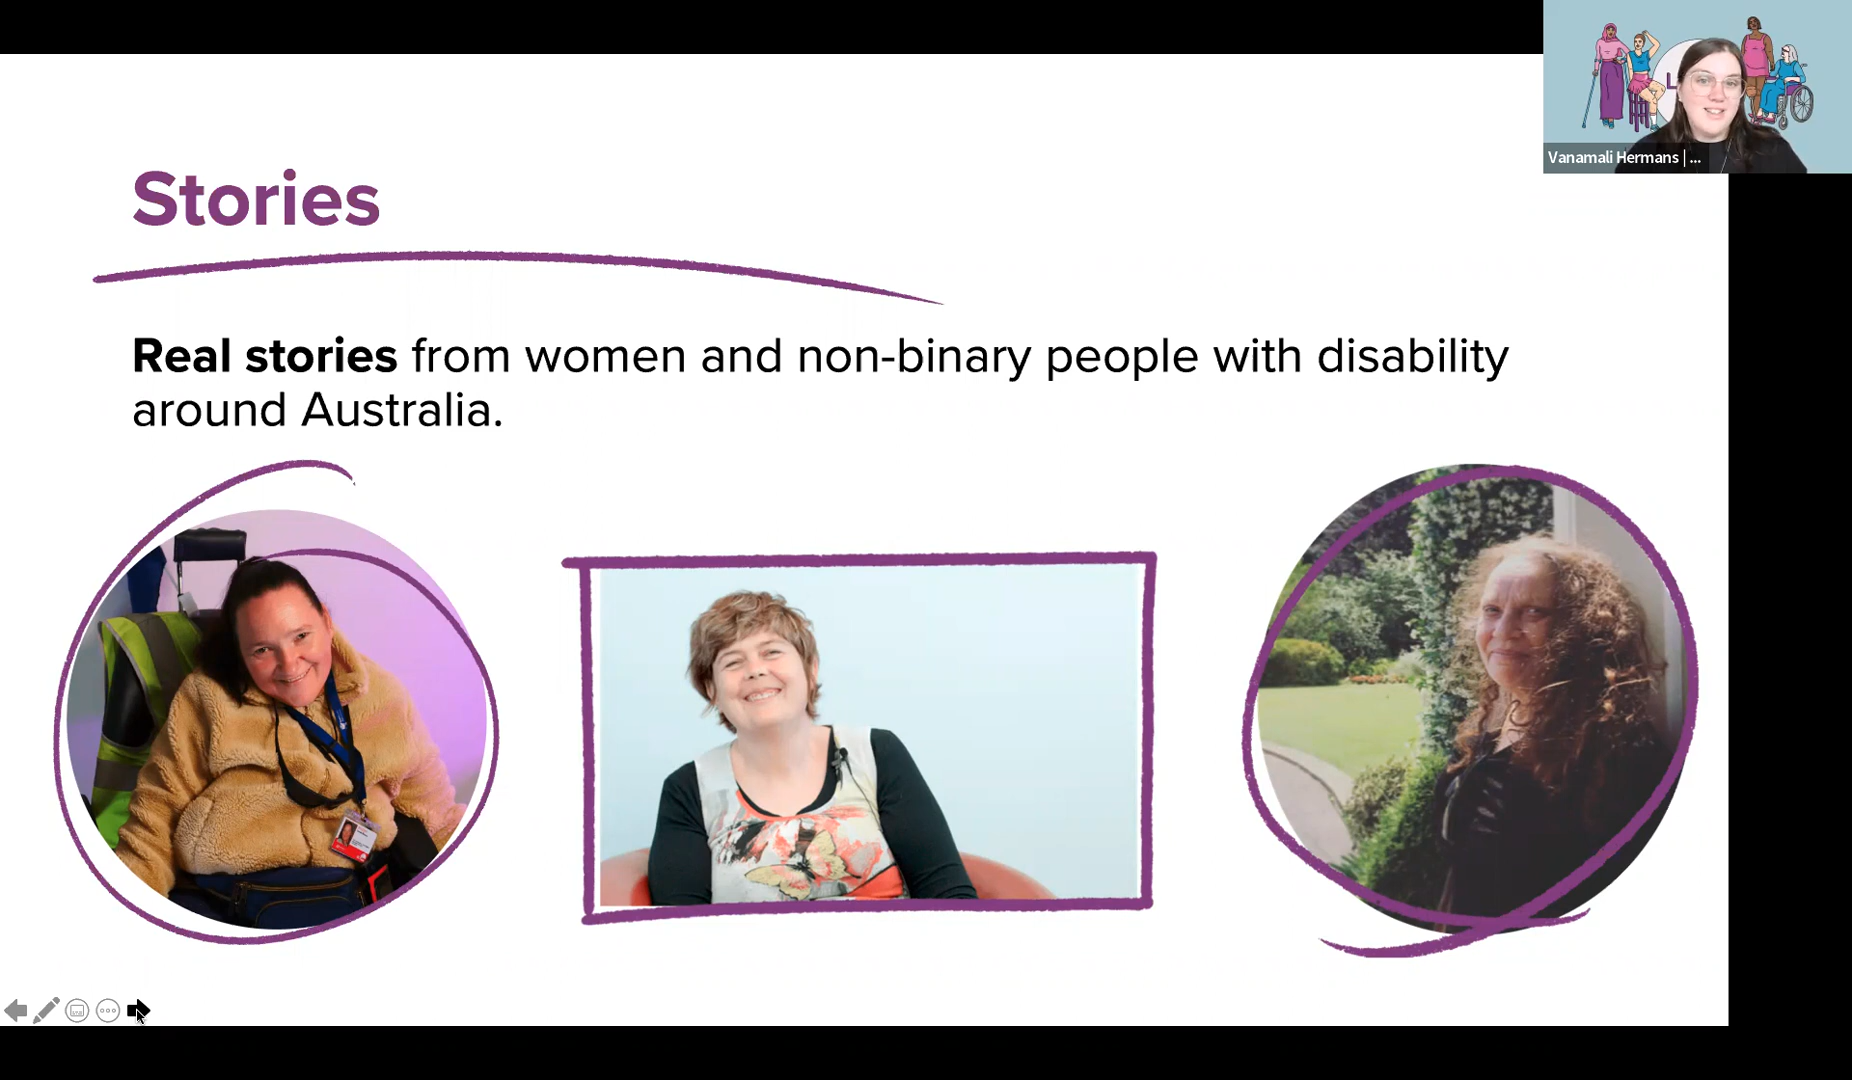 Stories
Real stories from women and non-binary people with disability
around Australia.
Vanamali Hermans | ...
L